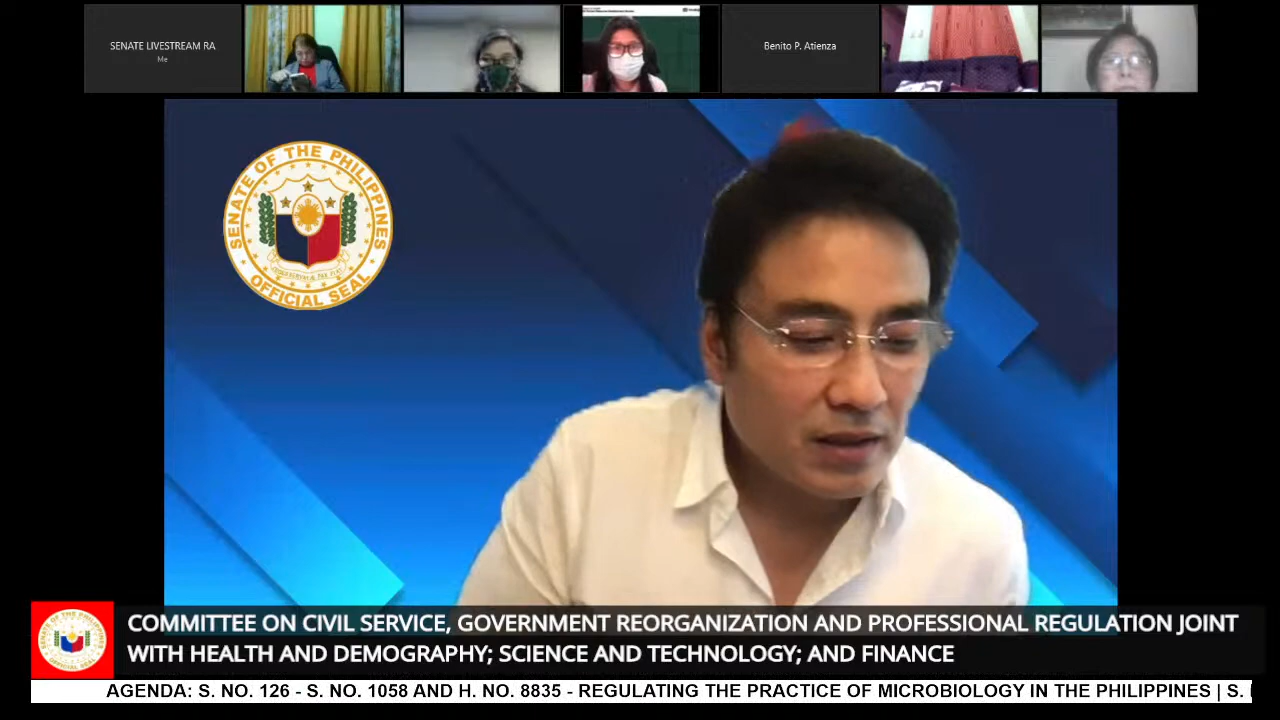 SENATE LIVESTREAM RA
Me
Benito P. Atienza
SENATE OF THE PHILIPPINES
OFFICIAL SEAL
COMMITTEE ON CIVIL SERVICE, GOVERNMENT REORGANIZATION AND PROFESSIONAL REGULATION JOINT
WITH HEALTH AND DEMOGRAPHY; SCIENCE AND TECHNOLOGY; AND FINANCE
AGENDA: S. NO. 126 - S. NO. 1058 AND H. NO. 8835 - REGULATING THE PRACTICE OF MICROBIOLOGY IN THE PHILIPPINES | S.